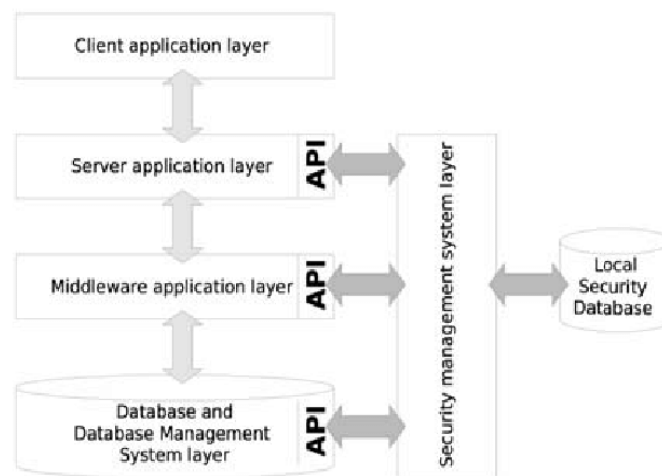 Client application layer
Server application layer
API
Middleware application layer
API
Database and
Database Management
System layer
API
Security management system layer
Local
Security
Database